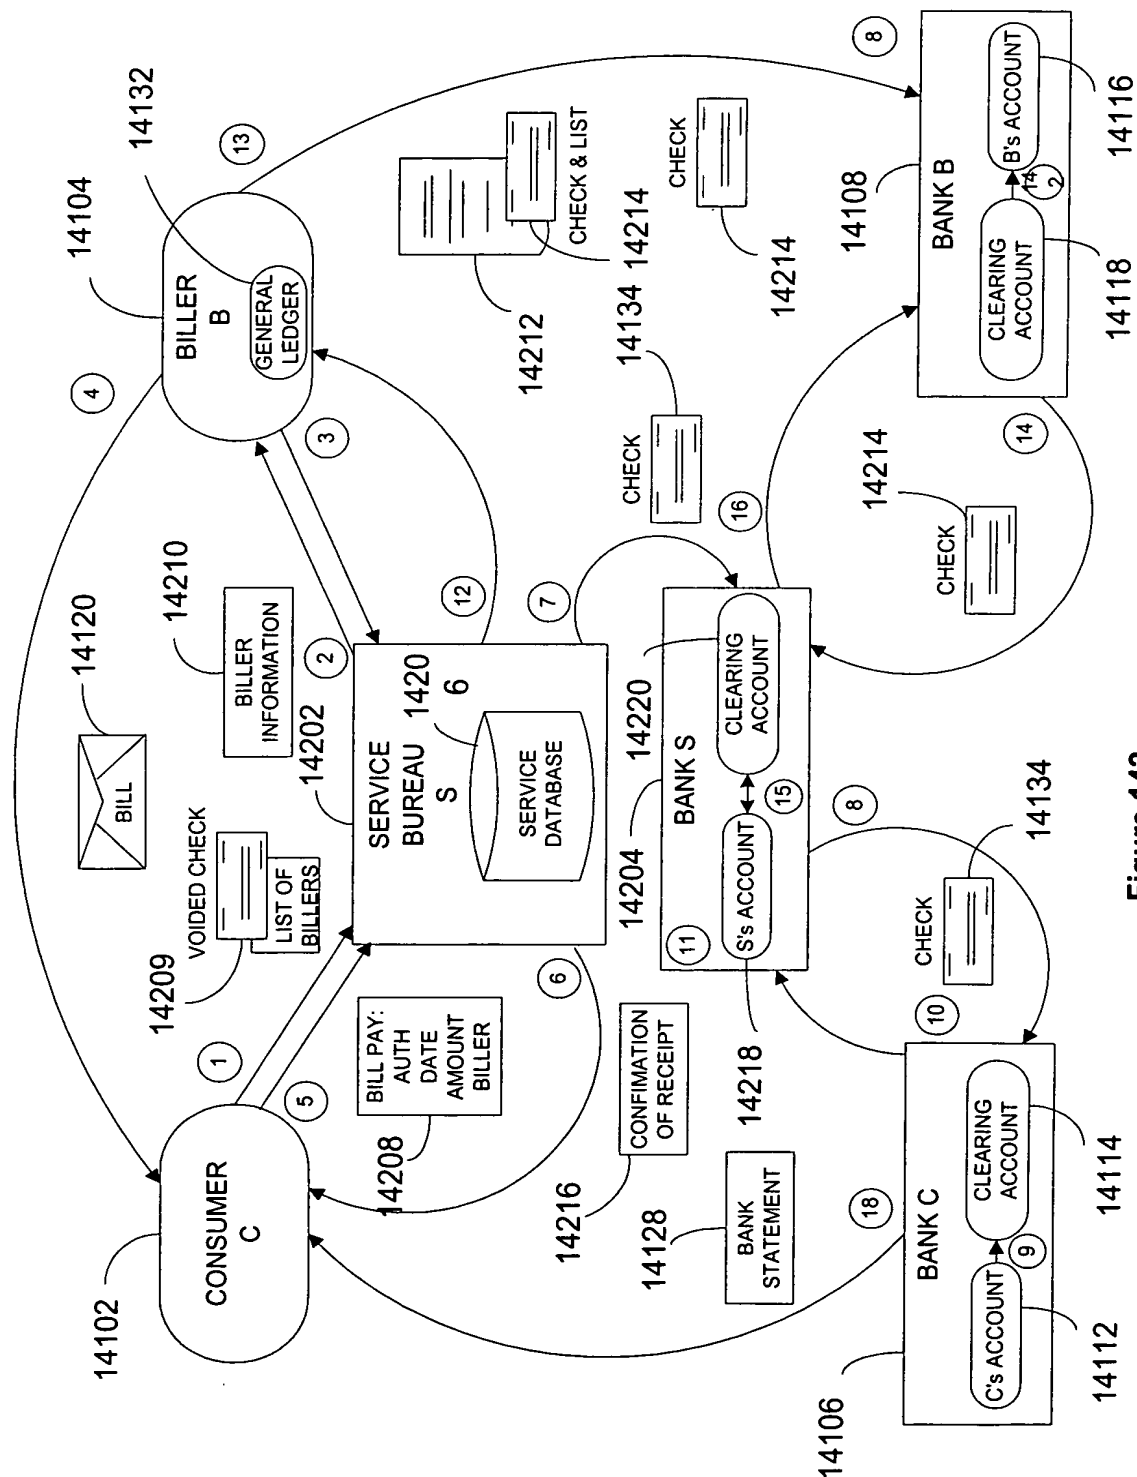 14102
CONSUMER
C
14120
BILL
4
14104
BILLER
B
GENERAL
LEDGER
14132
13
1
5
14209
VOIDED CHECK
LIST OF
BILLERS
14210
BILLER
INFORMATION
2
3
14208
BILL PAY:
AUTH
DATE
AMOUNT
BILLER
14202
SERVICE
BUREAU
S
1420
6
SERVICE
DATABASE
6
12
7
14212
CHECK & LIST
14214
14216
CONFIMATION
OF RECEIPT
14134
CHECK
CHECK
14214
14128
BANK
STATEMENT
14218
14204
BANK S
11
S's ACCOUNT
15
CLEARING
ACCOUNT
14220
16
8
18
10
8
14106
BANK C
C's ACCOUNT
9
CLEARING
ACCOUNT
14112
14114
CHECK
14134
CHECK
14214
14
14108
BANK B
CLEARING
ACCOUNT
14
2
B's ACCOUNT
14118
14116